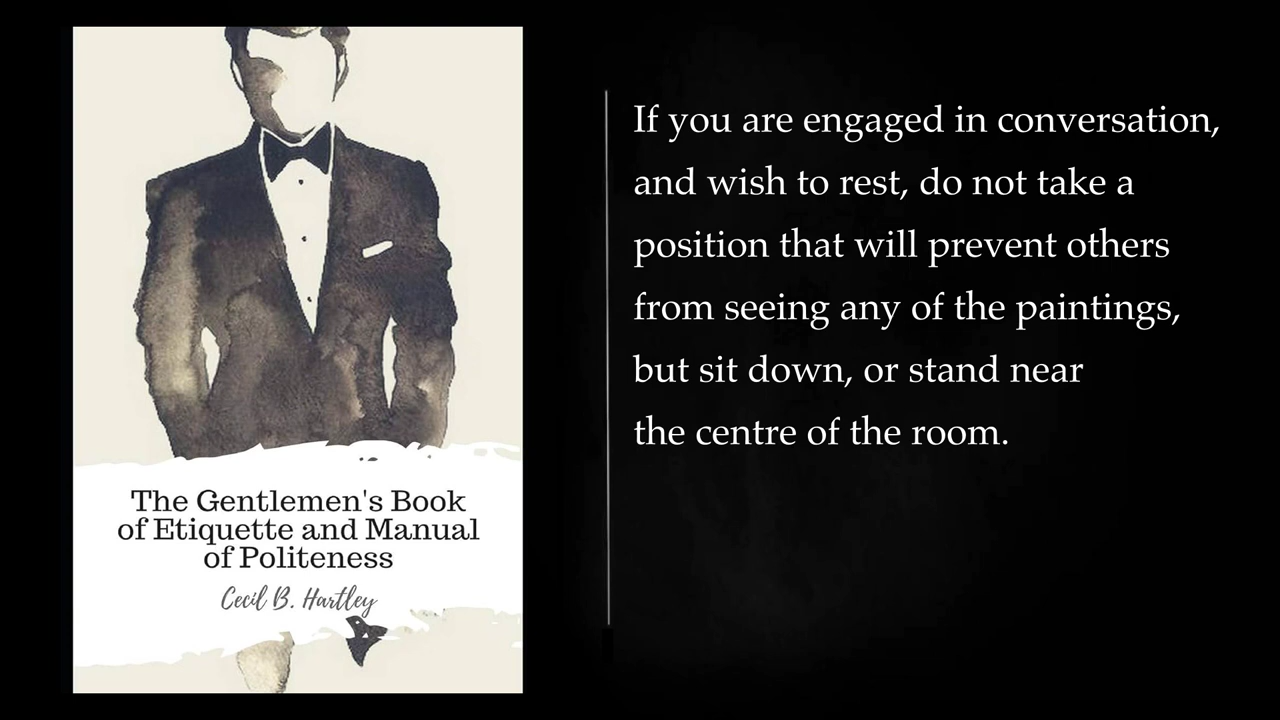 The Gentlemen's Book
of Etiquette and Manual
of Politeness
Cecil B. Hartley
If you are engaged in conversation,
and wish to rest, do not take a
position that will prevent others
from seeing any of the paintings,
but sit down, or stand near
the centre of the room.